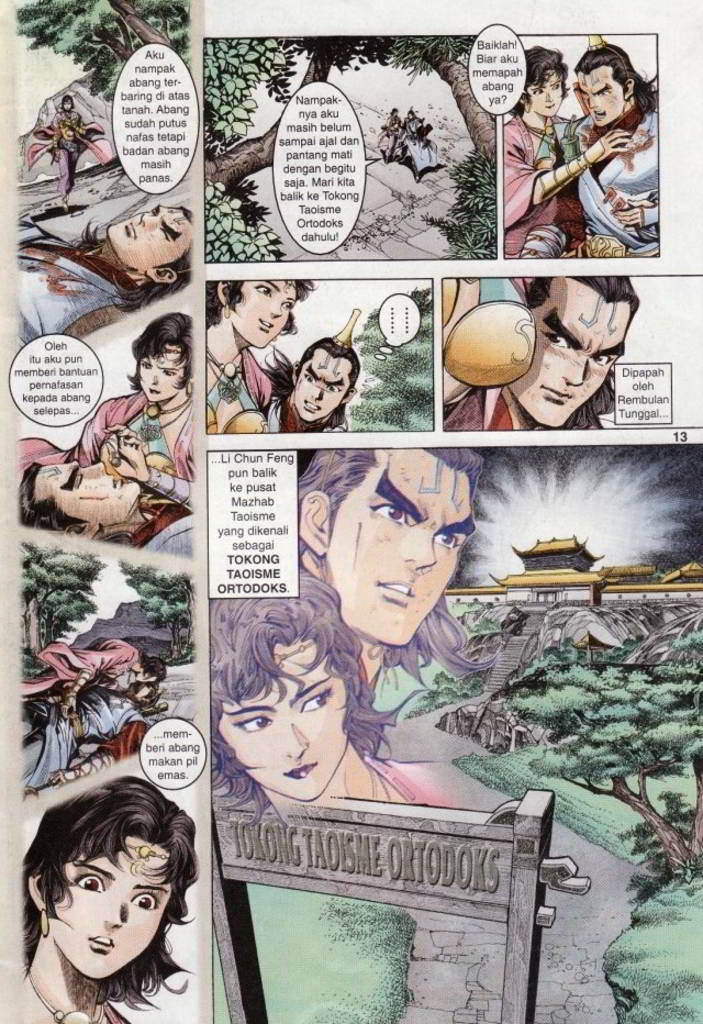 Aku
nampak
abang ter-
baring di atas
tanah. Abang
sudah putus
nafas tetapi
badan abang
masih
panas.
Oleh
itu aku pun
memberi bantuan
pernafasan
kepada abang
selepas...
...mem-
beri abang
makan pil
emas.
Nampak-
nya aku
masih belum
sampai ajal dan
pantang mati
dengan begitu
saja. Mari kita
balik ke Tokong
Taoisme
Ortodoks
dahulu!
Baiklah!
Biar aku
memapah
abang
ya?
Dipapah
oleh
Rembulan
Tunggal...
13
...Li Chun Feng
pun balik
ke pusat
Mazhab
Taoisme
yang dikenali
sebagai
TOKONG
TAOISME
ORTODOKS.
TOKONG TAOISME ORTODOKS